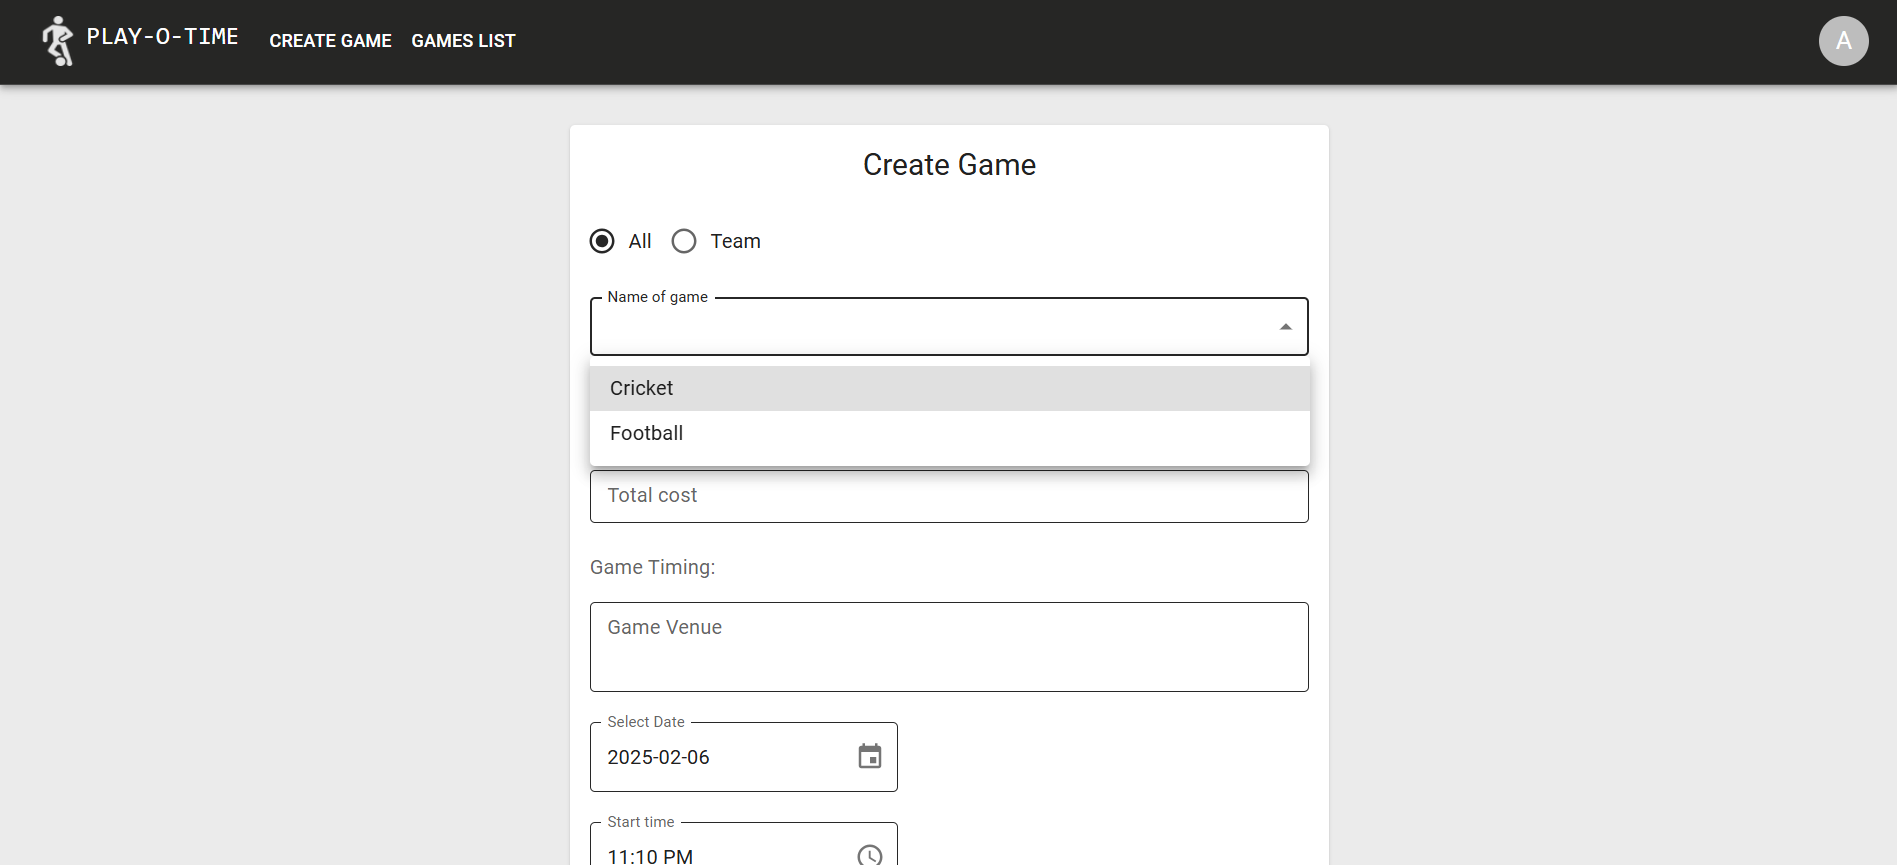 PLAY-O-TIME CREATE GAME GAMES LIST A
Create Game
All Team
Name of game
Cricket
Football
Total cost
Game Timing:
Game Venue
Select Date
2025-02-06
Start time
11:10 PM